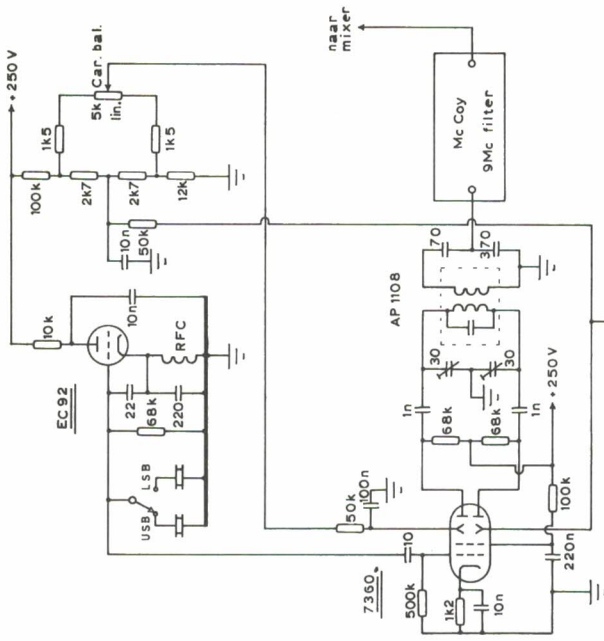 naar
mixer
+250V
Car. bal.
5k
lin.
1k5
1k5
100k
2k7
2k7
12k
10n
50k
Mc Coy
9Mc filter
70
370
AP 1108
10k
10n
EC92
RFC
22
68k
220
LSB
USB
30
30
1n
1n
68k
68k
+250V
50k
100n
100k
10
7360
220n
500k
1k2
10n